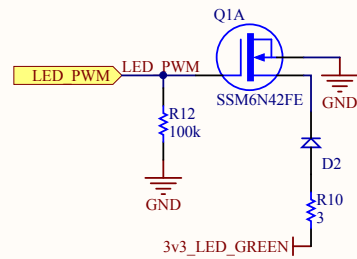 Q1A
LED_PWM
LED_PWM
SSM6N42FE
GND
R12
100k
D2
GND
R10
3
3v3_LED_GREEN